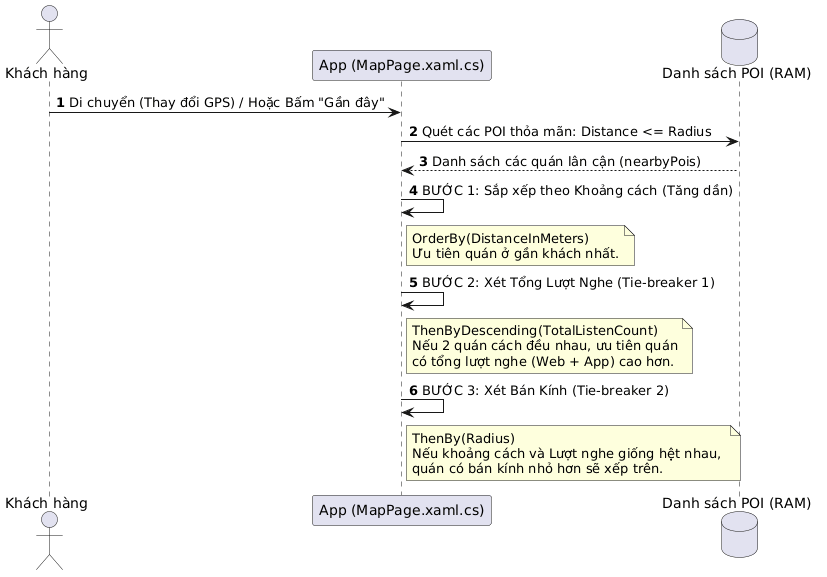 Khách hàng
App (MapPage.xaml.cs)
Danh sách POI (RAM)
1 Di chuyển (Thay đổi GPS) / Hoặc Bấm "Gần đây"
2 Quét các POI thỏa mãn: Distance <= Radius
3 Danh sách các quán lân cận (nearbyPois)
4 BƯỚC 1: Sắp xếp theo Khoảng cách (Tăng dần)
OrderBy(DistanceInMeters)
Ưu tiên quán ở gần khách nhất.
5 BƯỚC 2: Xét Tổng Lượt Nghe (Tie-breaker 1)
ThenByDescending(TotalListenCount)
Nếu 2 quán cách đều nhau, ưu tiên quán
có tổng lượt nghe (Web + App) cao hơn.
6 BƯỚC 3: Xét Bán Kính (Tie-breaker 2)
ThenBy(Radius)
Nếu khoảng cách và Lượt nghe giống hệt nhau,
quán có bán kính nhỏ hơn sẽ xếp trên.
Khách hàng
App (MapPage.xaml.cs)
Danh sách POI (RAM)